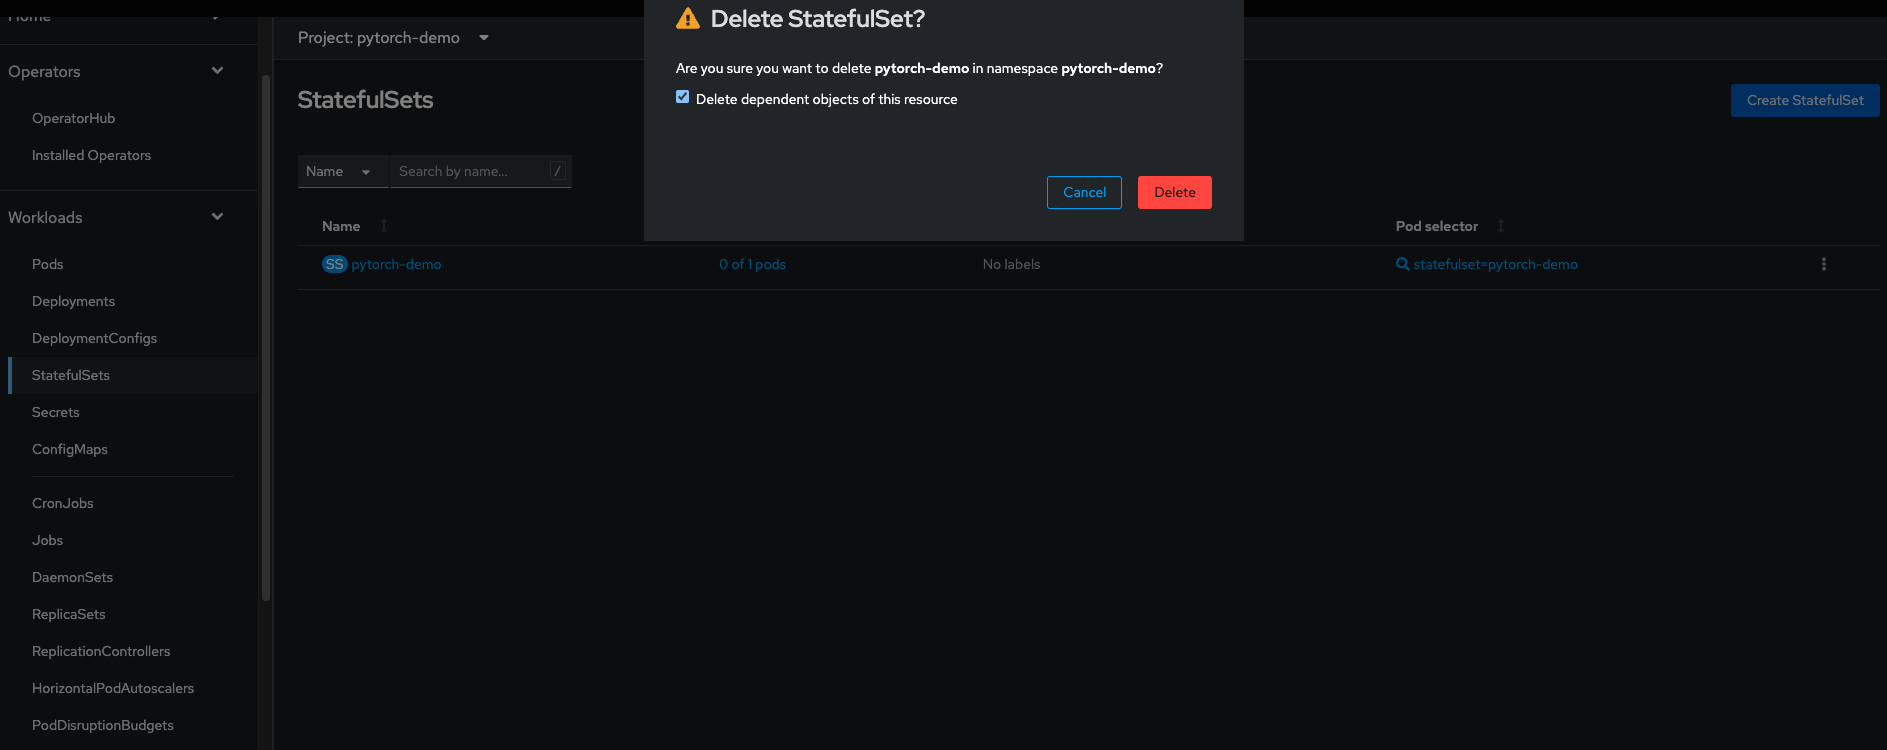 Home
Operators
OperatorHub
Installed Operators
Workloads
Pods
Deployments
DeploymentConfigs
StatefulSets
Secrets
ConfigMaps
CronJobs
Jobs
DaemonSets
ReplicaSets
ReplicationControllers
HorizontalPodAutoscalers
PodDisruptionBudgets
Project: pytorch-demo
StatefulSets
Create StatefulSet
Name
Search by name...
/
Name
Pod selector
SS pytorch-demo
0 of 1 pods
No labels
statefulset=pytorch-demo
Delete StatefulSet?
Are you sure you want to delete pytorch-demo in namespace pytorch-demo?
Delete dependent objects of this resource
Cancel
Delete